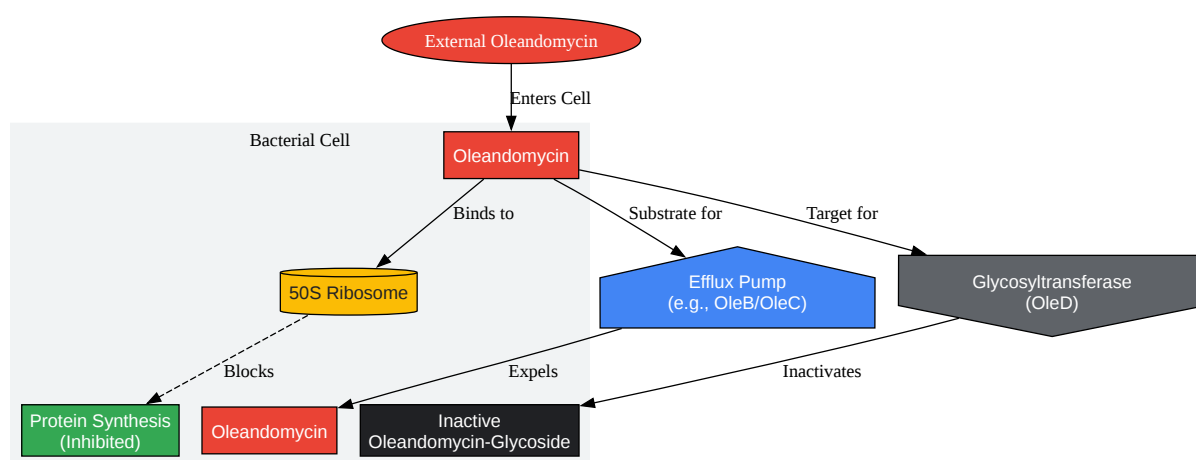 External Oleandomycin
Enters Cell
Bacterial Cell
Oleandomycin
Binds to
Substrate for
Target for
50S Ribosome
Efflux Pump
(e.g., OleB/OleC)
Glycosyltransferase
(OleD)
Blocks
Expels
Inactivates
Protein Synthesis
(Inhibited)
Oleandomycin
Inactive
Oleandomycin-Glycoside